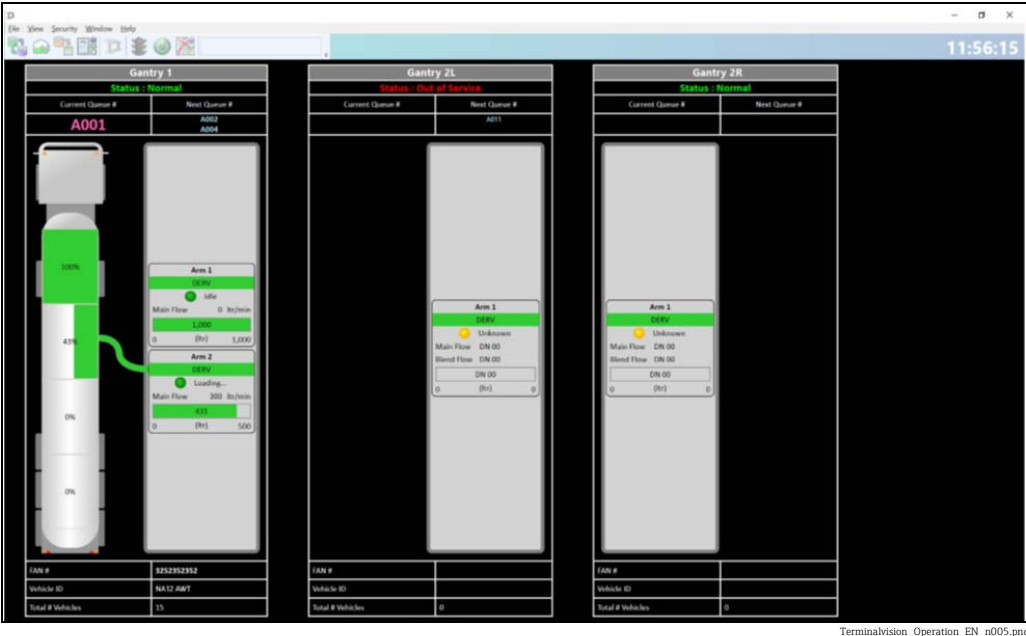 File View Security Window Help
11:56:15
Gantry 1
Status : Normal
Current Queue # Next Queue #
A001
A002
A004
100%
43%
0%
0%
Arm 1
DERV
Idle
Main Flow 0 ltr/min
1,000
0 (ltr) 1,000
Arm 2
DERV
Loading...
Main Flow 300 ltr/min
435
0 (ltr) 500
FAN # 3252352352
Vehicle ID NA12 AWT
Total # Vehicles 15
Gantry 2L
Status : Out of Service
Current Queue # Next Queue #
A011
Arm 1
DERV
Unknown
Main Flow DN 00
Blend Flow DN 00
DN 00
0 (ltr) 0
FAN #
Vehicle ID
Total # Vehicles 0
Gantry 2R
Status : Normal
Current Queue # Next Queue #
Arm 1
DERV
Unknown
Main Flow DN 00
Blend Flow DN 00
DN 00
0 (ltr) 0
FAN #
Vehicle ID
Total # Vehicles 0
Terminalvision_Operation_EN_n005.png